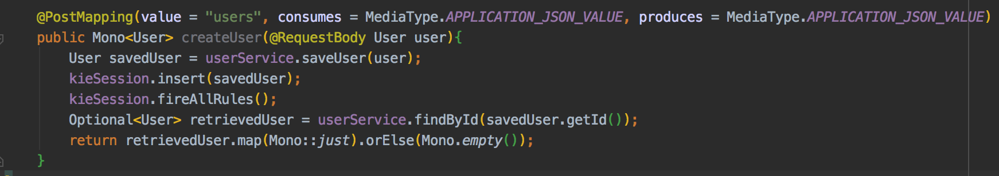 @PostMapping(value = "users", consumes = MediaType.APPLICATION_JSON_VALUE, produces = MediaType.APPLICATION_JSON_VALUE)
public Mono<User> createUser(@RequestBody User user){
User savedUser = userService.saveUser(user);
kieSession.insert(savedUser);
kieSession.fireAllRules();
Optional<User> retrievedUser = userService.findById(savedUser.getId());
return retrievedUser.map(Mono::just).orElse(Mono.empty());
}